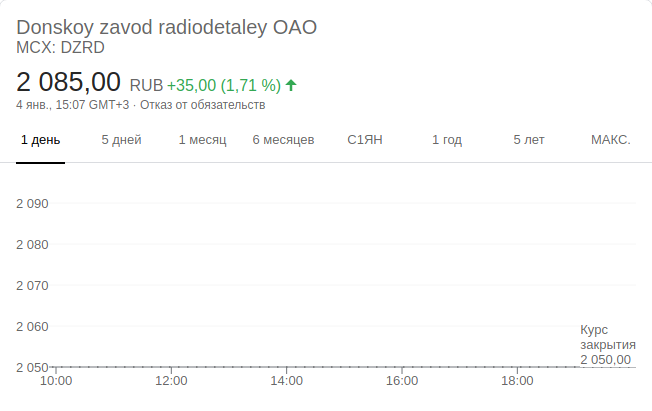 Donskoy zavod radiodetaley OAO
MCX: DZRD
2 085,00 RUB +35,00 (1,71 %)
4 янв., 15:07 GMT+3 · Отказ от обязательств
1 день 5 дней 1 месяц 6 месяцев С1ЯН 1 год 5 лет МАКС.
2 090
2 080
2 070
2 060
Курс
закрытия
2 050,00
2 050
10:00 12:00 14:00 16:00 18:00